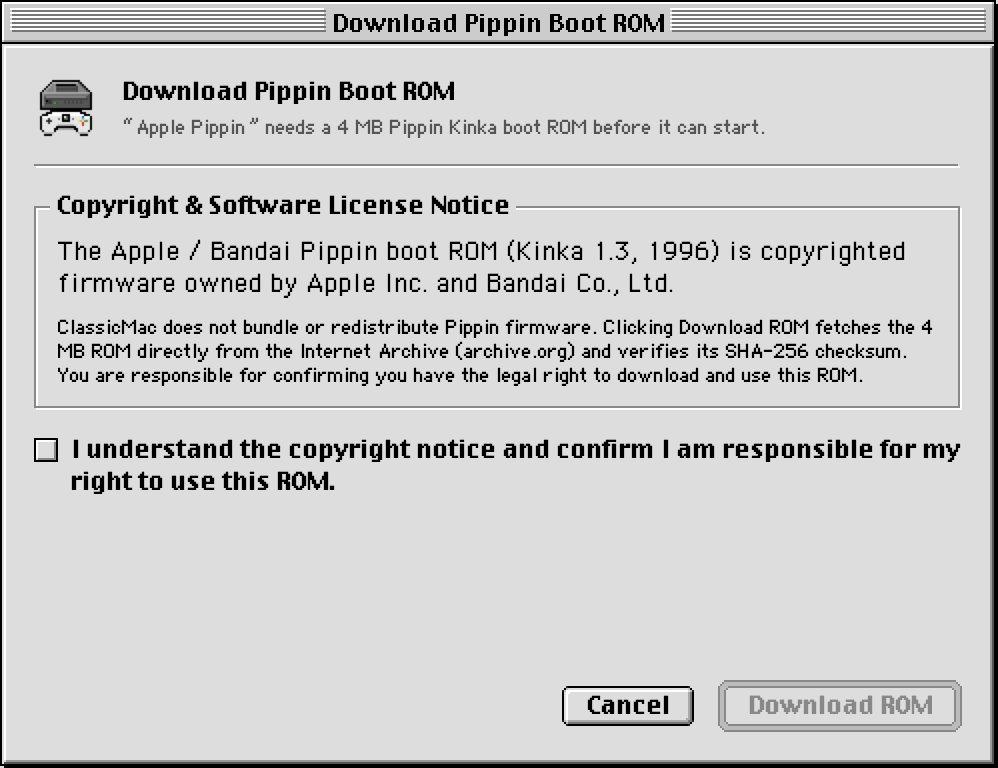 Download Pippin Boot ROM
Download Pippin Boot ROM
“Apple Pippin” needs a 4 MB Pippin Kinka boot ROM before it can start.
Copyright & Software License Notice
The Apple / Bandai Pippin boot ROM (Kinka 1.3, 1996) is copyrighted
firmware owned by Apple Inc. and Bandai Co., Ltd.
ClassicMac does not bundle or redistribute Pippin firmware. Clicking Download ROM fetches the 4
MB ROM directly from the Internet Archive (archive.org) and verifies its SHA-256 checksum.
You are responsible for confirming you have the legal right to download and use this ROM.
I understand the copyright notice and confirm I am responsible for my
right to use this ROM.
Cancel
Download ROM